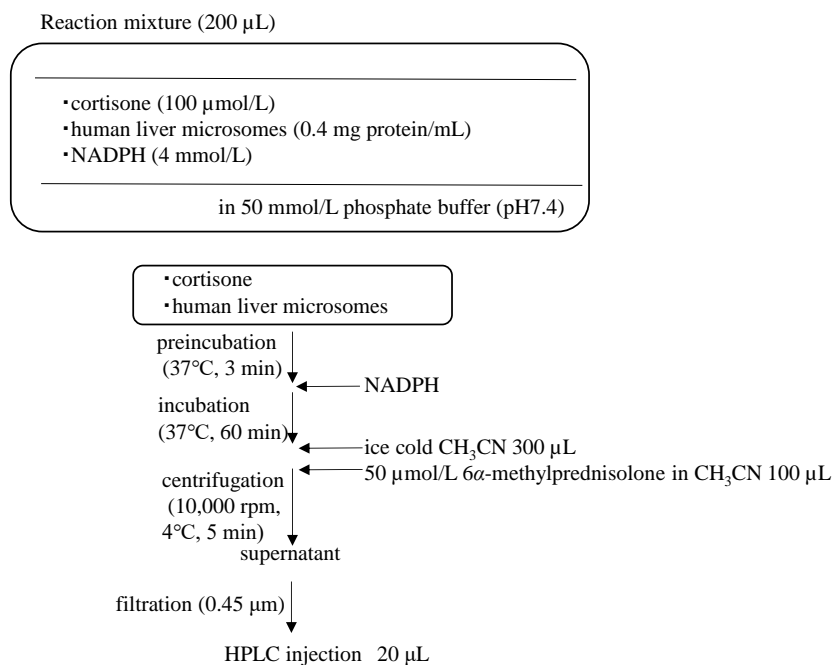 Reaction mixture (200 µL)
・cortisone (100 µmol/L)
・human liver microsomes (0.4 mg protein/mL)
・NADPH (4 mmol/L)
in 50 mmol/L phosphate buffer (pH7.4)
・cortisone
・human liver microsomes
preincubation
(37℃, 3 min)
NADPH
incubation
(37℃, 60 min)
ice cold CH₃CN 300 µL
50 µmol/L 6α-methylprednisolone in CH₃CN 100 µL
centrifugation
(10,000 rpm,
4℃, 5 min)
supernatant
filtration (0.45 µm)
HPLC injection 20 µL